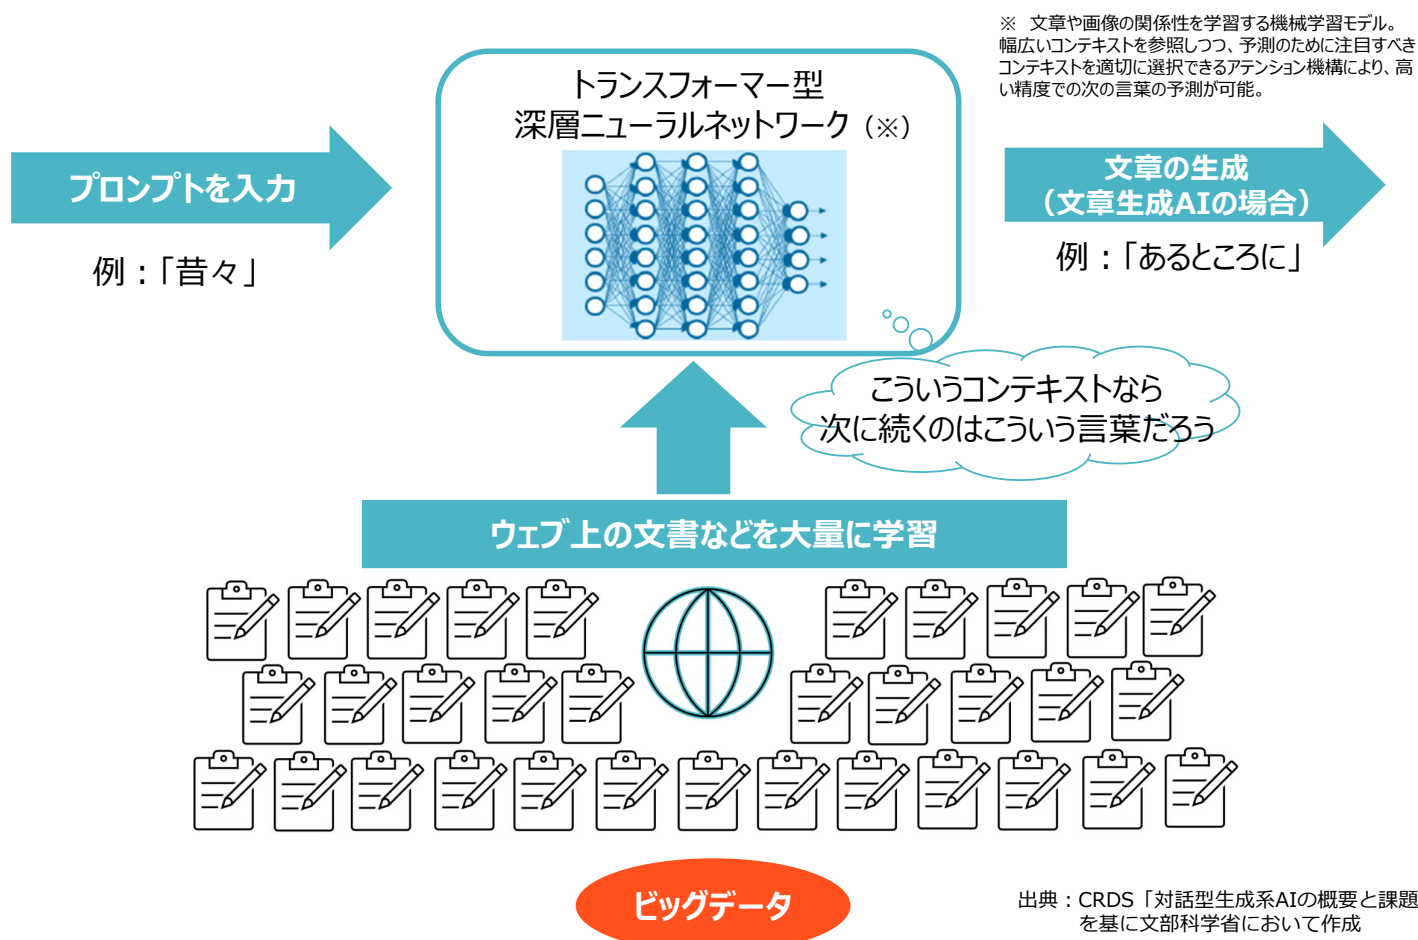 ※　文章や画像の関係性を学習する機械学習モデル。
幅広いコンテキストを参照しつつ、予測のために注目すべき
コンテキストを適切に選択できるアテンション機構により、高
い精度での次の言葉の予測が可能。
トランスフォーマー型
深層ニューラルネットワーク（※）
プロンプトを入力
例：「昔々」
文章の生成
（文章生成AIの場合）
例：「あるところに」
こういうコンテキストなら
次に続くのはこういう言葉だろう
ウェブ上の文書などを大量に学習
ビッグデータ
出典：CRDS「対話型生成系AIの概要と課題
を基に文部科学省において作成